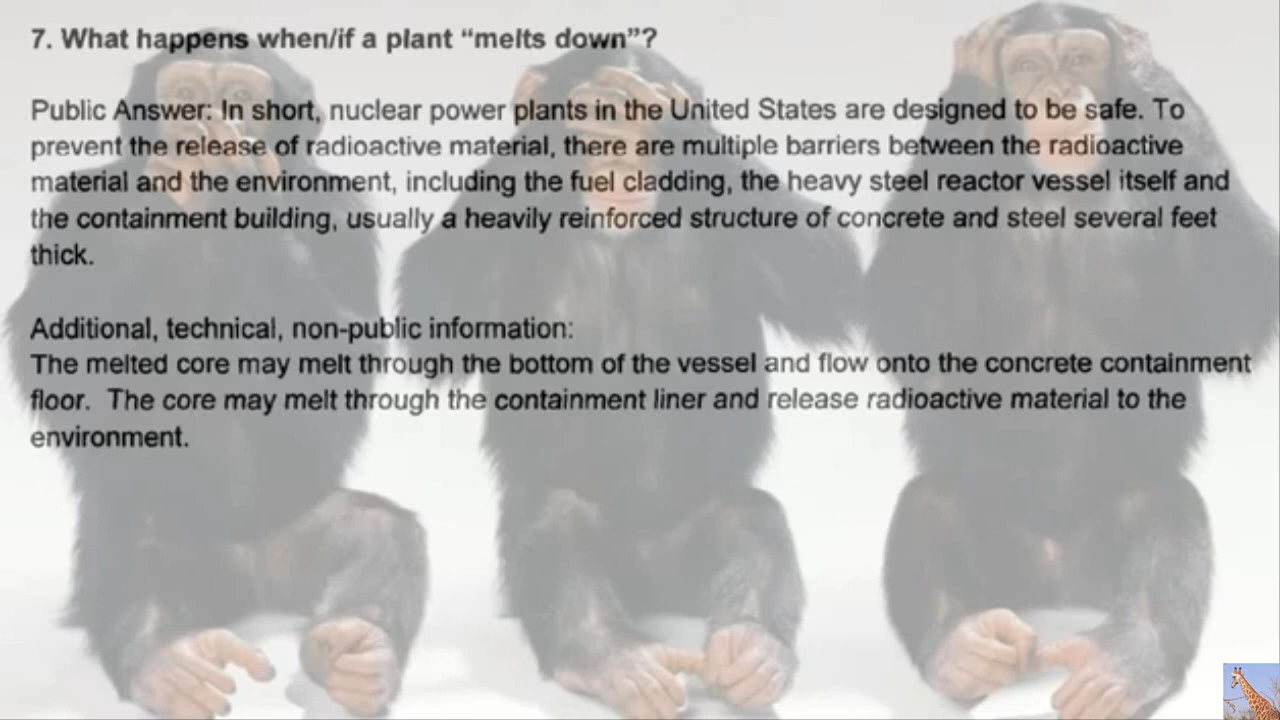 7. What happens when/if a plant “melts down”?
Public Answer: In short, nuclear power plants in the United States are designed to be safe. To
prevent the release of radioactive material, there are multiple barriers between the radioactive
material and the environment, including the fuel cladding, the heavy steel reactor vessel itself and
the containment building, usually a heavily reinforced structure of concrete and steel several feet
thick.
Additional, technical, non-public information:
The melted core may melt through the bottom of the vessel and flow onto the concrete containment
floor.  The core may melt through the containment liner and release radioactive material to the
environment.